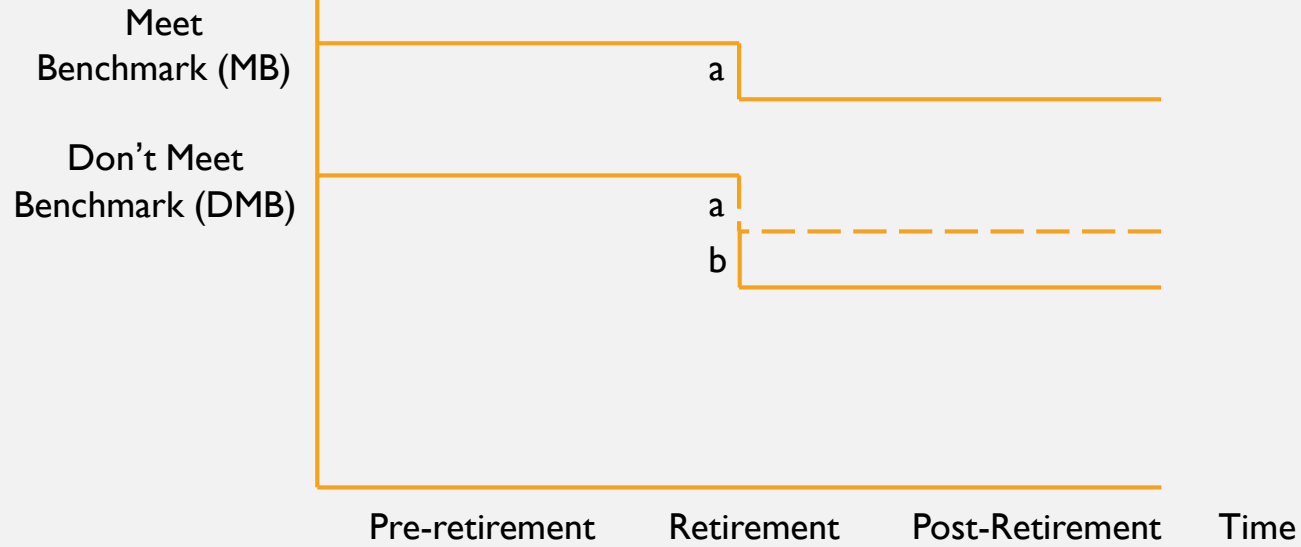 Meet
Benchmark (MB)
a
Don’t Meet
Benchmark (DMB)
a
b
Pre-retirement Retirement Post-Retirement Time